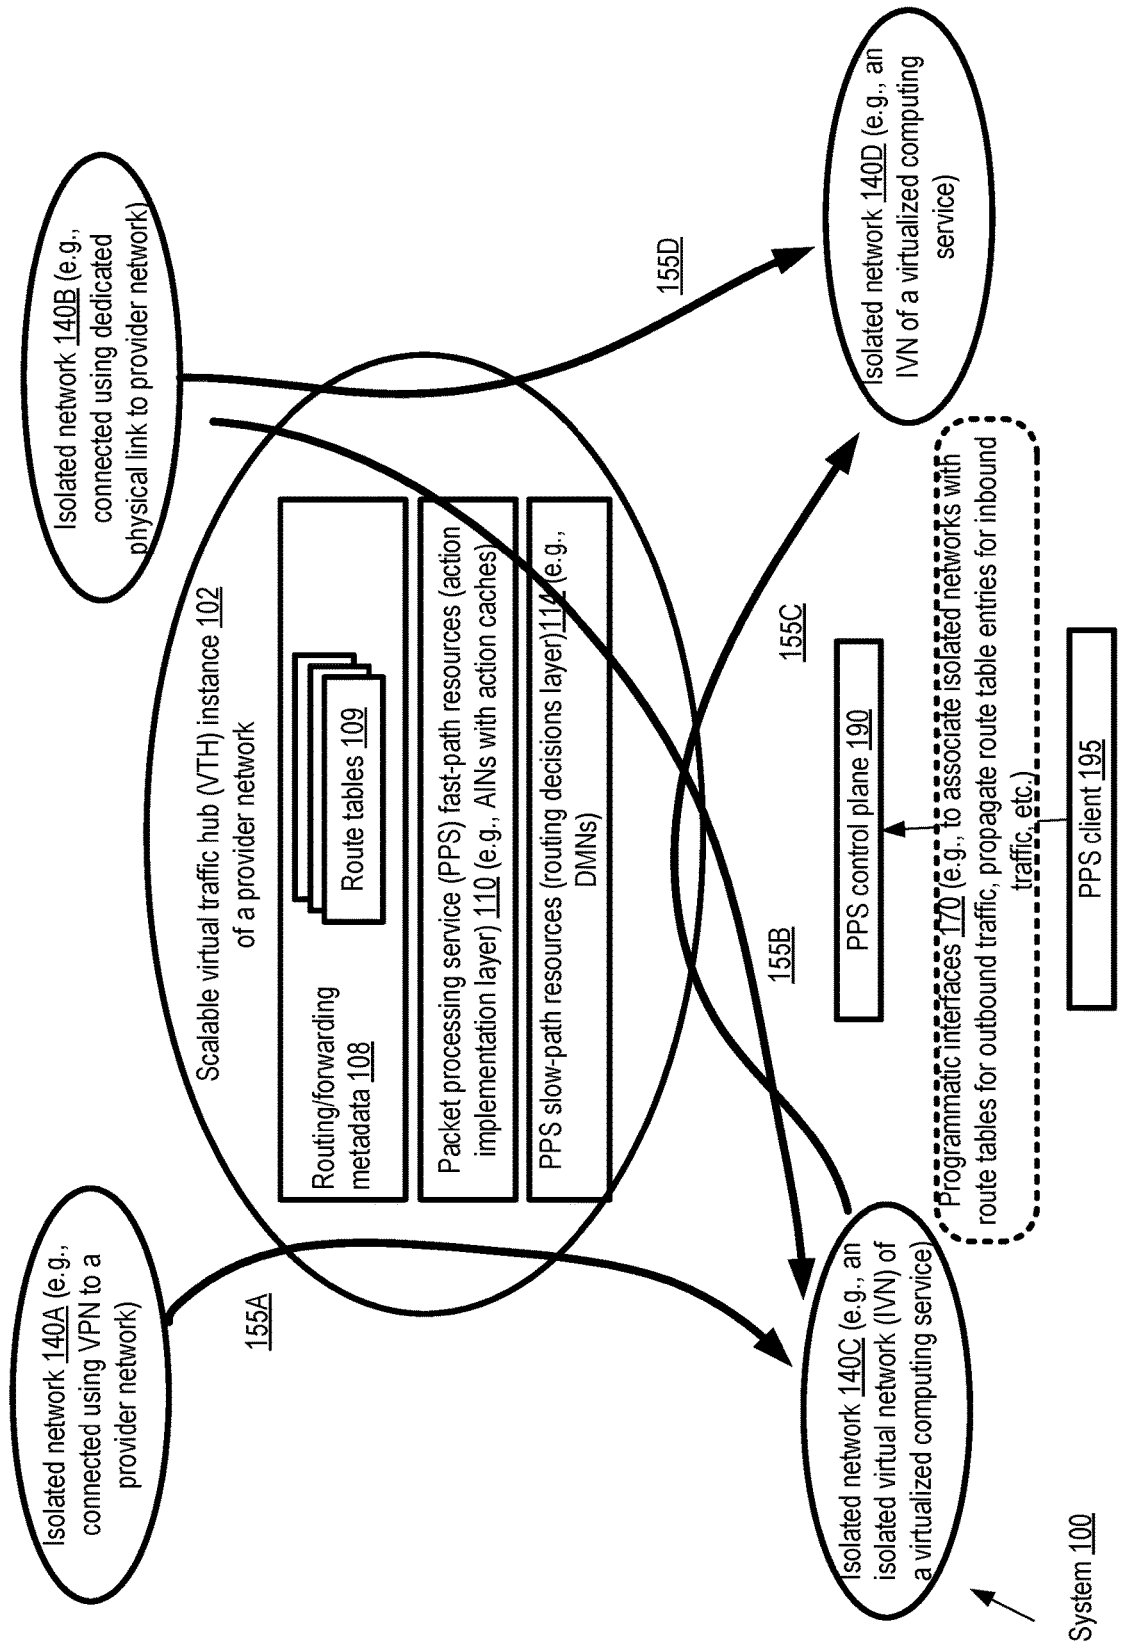 Isolated network 140A (e.g.,
connected using VPN to a
provider network)
Isolated network 140B (e.g.,
connected using dedicated
physical link to provider network)
Scalable virtual traffic hub (VTH) instance 102
of a provider network
155A
Routing/forwarding
metadata 108
Route tables 109
Packet processing service (PPS) fast-path resources (action
implementation layer) 110 (e.g., AINs with action caches)
PPS slow-path resources (routing decisions layer)114 (e.g.,
DMNs)
155D
155B
155C
Isolated network 140C (e.g., an
isolated virtual network (IVN) of
a virtualized computing service)
PPS control plane 190
Isolated network 140D (e.g., an
IVN of a virtualized computing
service)
Programmatic interfaces 170 (e.g., to associate isolated networks with
route tables for outbound traffic, propagate route table entries for inbound
traffic, etc.)
PPS client 195
System 100